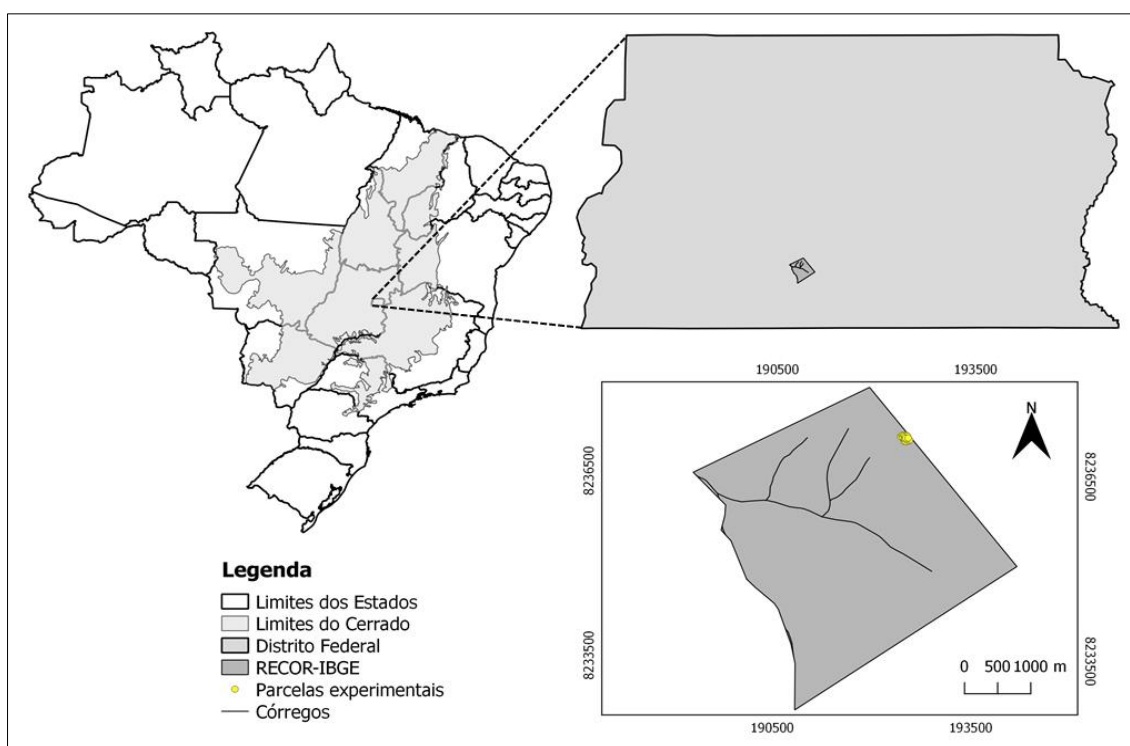 190500
193500
N
8236500
8236500
Legenda
Limites dos Estados
Limites do Cerrado
Distrito Federal
RECOR-IBGE
Parcelas experimentais
Córregos
8233500
8233500
0 500 1000 m
190500
193500